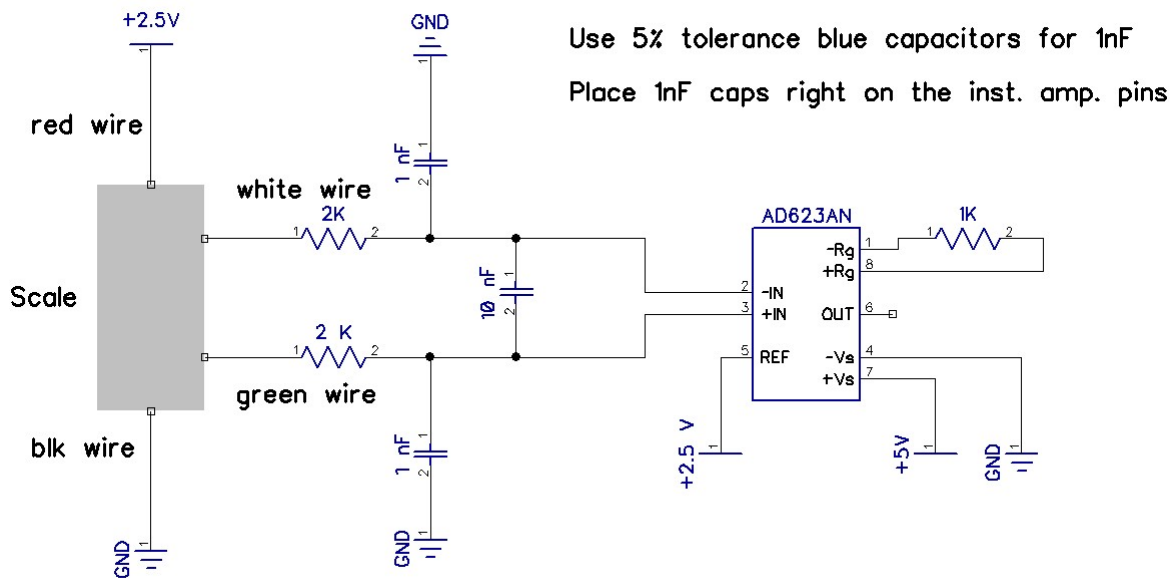 +2.5V
GND
Use 5% tolerance blue capacitors for 1nF
Place 1nF caps right on the inst. amp. pins
red wire
1
1
1 nF
2
white wire
2K
1
2
AD623AN
1K
1
2
-Rg
1
+Rg
8
Scale
10 nF
1
2
2
-IN
3
+IN
OUT
6
5
REF
-Vs
4
+Vs
7
2 K
1
2
green wire
blk wire
1 nF
1
2
+2.5 V
1
+5V
1
GND
1
GND
1
GND
1